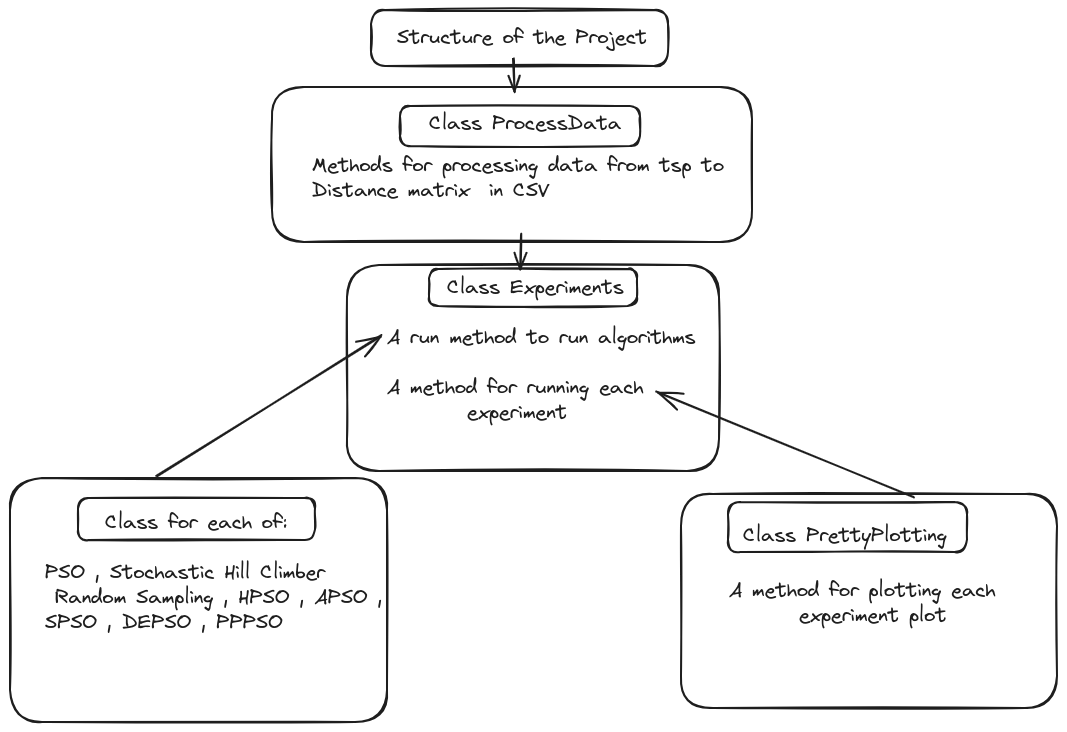 Structure of the Project
Class ProcessData
Methods for processing data from tsp to
Distance matrix in CSV
Class Experiments
A run method to run algorithms
A method for running each
experiment
Class for each of:
PSO , Stochastic Hill Climber
Random Sampling , HPSO , APSO ,
SPSO , DEPSO , PPPSO
Class PrettyPlotting
A method for plotting each
experiment plot